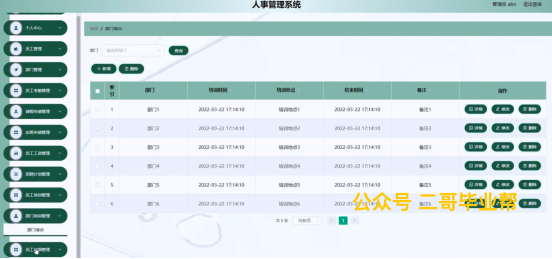 人事管理系统
管理员 abo 退出登录
个人中心
员工管理
部门管理
员工考勤管理
请假申请管理
加班申请管理
员工工资管理
招聘计划管理
员工培训管理
部门培训管理
部门培训
员工详细管理
首页 / 部门培训
部门 查询
+ 新增 删除
索引 部门 培训时间 培训地点 结束时间 备注 操作
1 部门1 2022-03-22 17:14:10 培训地点1 2022-03-22 17:14:10 备注1 详情 修改 删除
2 部门2 2022-03-22 17:14:10 培训地点2 2022-03-22 17:14:10 备注2 详情 修改 删除
3 部门3 2022-03-22 17:14:10 培训地点3 2022-03-22 17:14:10 备注3 详情 修改 删除
4 部门4 2022-03-22 17:14:10 培训地点4 2022-03-22 17:14:10 备注4 详情 修改 删除
5 部门5 2022-03-22 17:14:10 培训地点5 2022-03-22 17:14:10 备注5 详情 修改 删除
6 部门6 2022-03-22 17:14:10 培训地点6 2022-03-22 17:14:10 备注6 详情 修改 删除
公众号 二哥毕业帮
共 6 条 10条/页 < 1 >